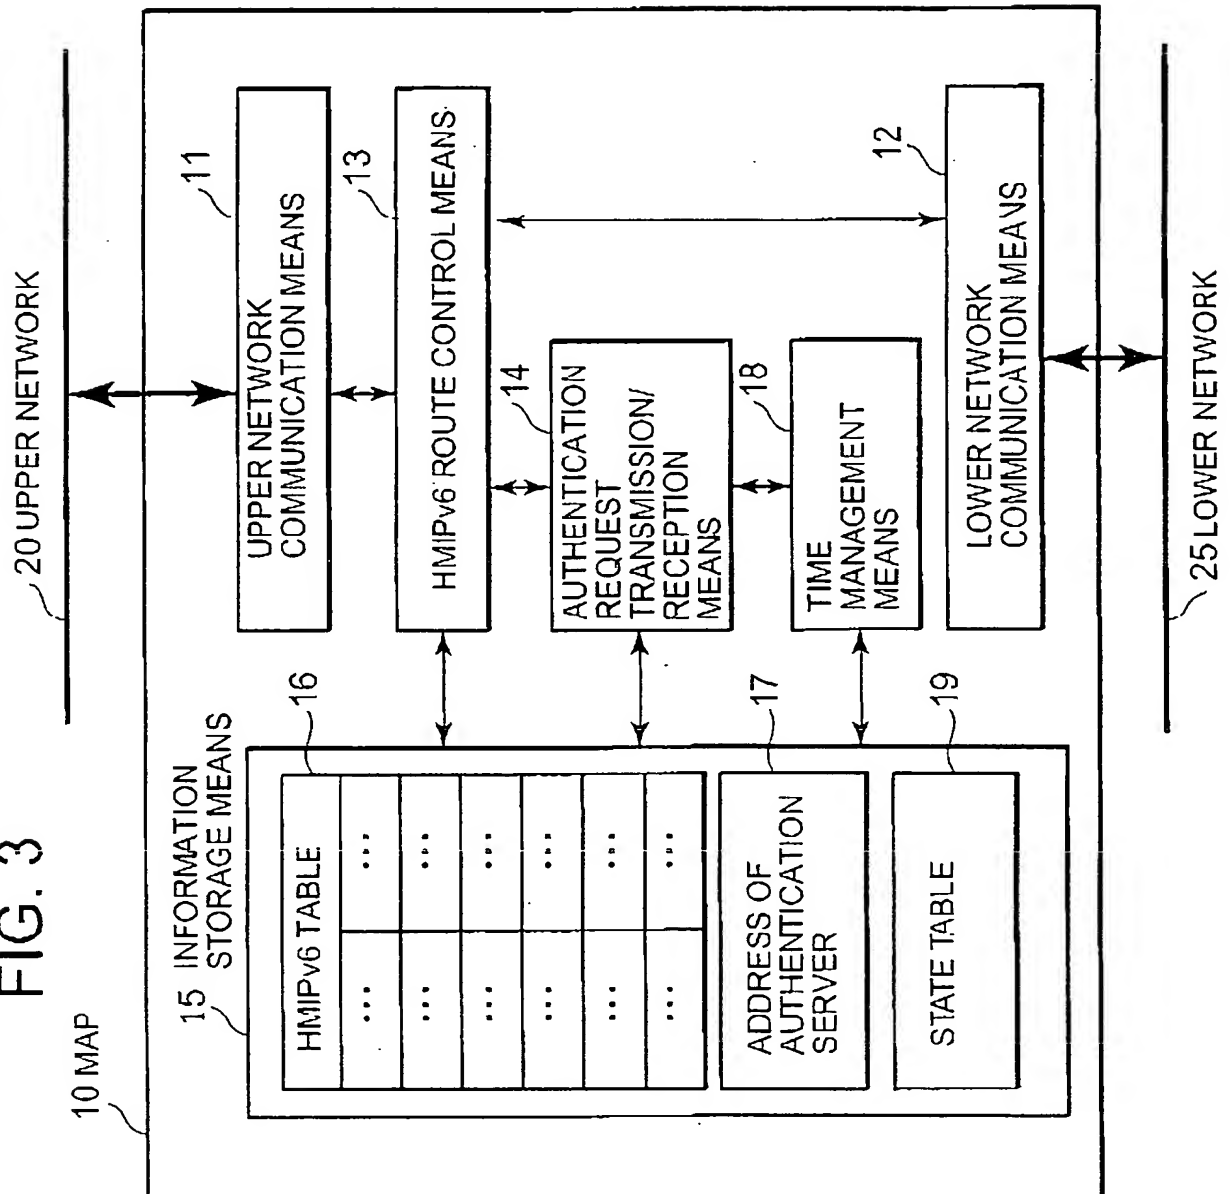 FIG. 3
10 MAP
20 UPPER NETWORK
15 INFORMATION
STORAGE MEANS
16
HMIPv6 TABLE
... ...
... ...
... ...
... ...
... ...
... ...
17
ADDRESS OF
AUTHENTICATION
SERVER
19
STATE TABLE
11
UPPER NETWORK
COMMUNICATION MEANS
13
HMIPv6 ROUTE CONTROL MEANS
14
AUTHENTICATION
REQUEST
TRANSMISSION/
RECEPTION
MEANS
18
TIME
MANAGEMENT
MEANS
12
LOWER NETWORK
COMMUNICATION MEANS
25 LOWER NETWORK